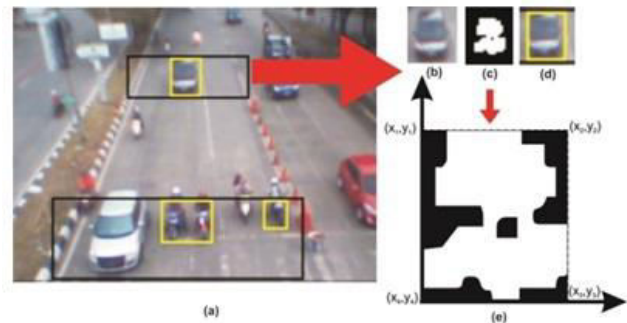 (b)
(c)
(d)
(x₁,y₁)
(x₂,y₂)
(x₄,y₄)
(x₃,y₃)
(a)
(e)